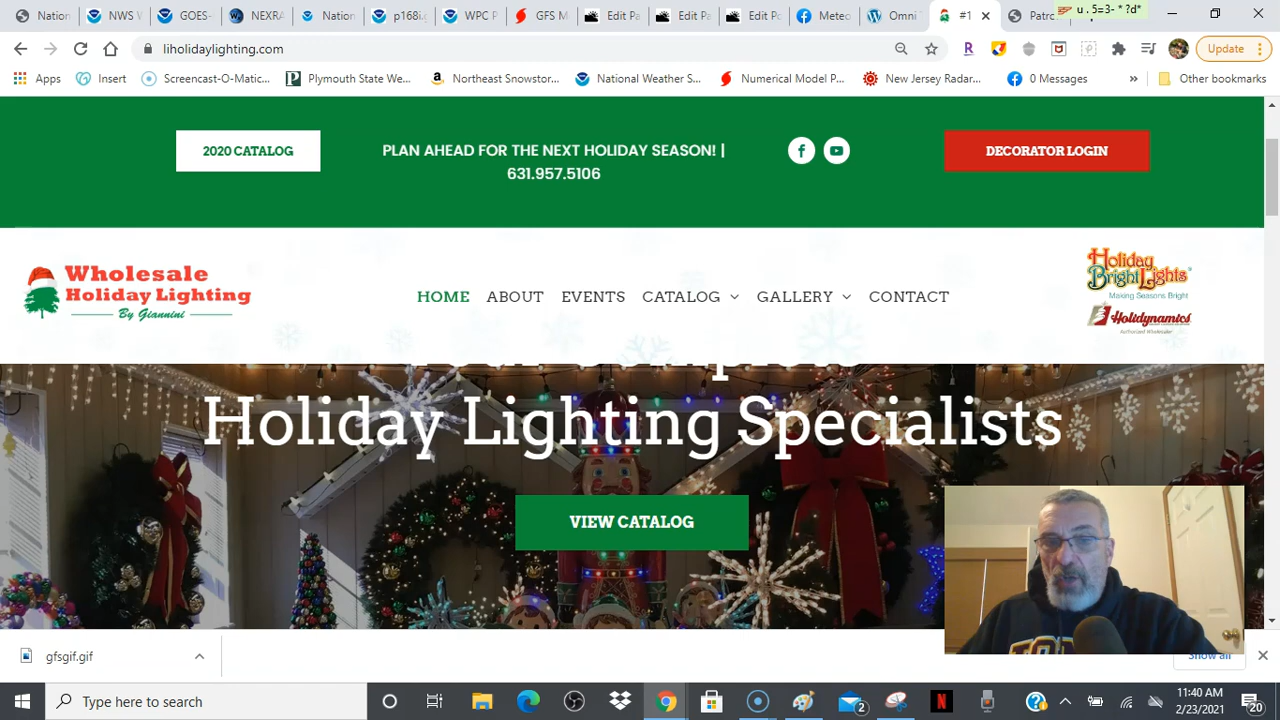 Nation
NWS W
GOES-
NEXRA
Nation
p168i.g
WPC P
GFS M
Edit Pa
Edit Pa
Edit Po
Meteo
Omni T
#1
Patro
u . 5=3- * ?d*
liholidaylighting.com
Update
Apps
Insert
Screencast-O-Matic...
Plymouth State We...
Northeast Snowstor...
National Weather S...
Numerical Model P...
New Jersey Radar...
0 Messages
»
Other bookmarks
2020 CATALOG
PLAN AHEAD FOR THE NEXT HOLIDAY SEASON! |
631.957.5106
DECORATOR LOGIN
Wholesale
Holiday Lighting
By Giannini
HOME
ABOUT
EVENTS
CATALOG
GALLERY
CONTACT
Holiday
Bright Lights
Making Seasons Bright
Holidynamics
Holiday Lighting Specialists
VIEW CATALOG
gfsgif.gif
Show all
Type here to search
2
11:40 AM
2/23/2021
20